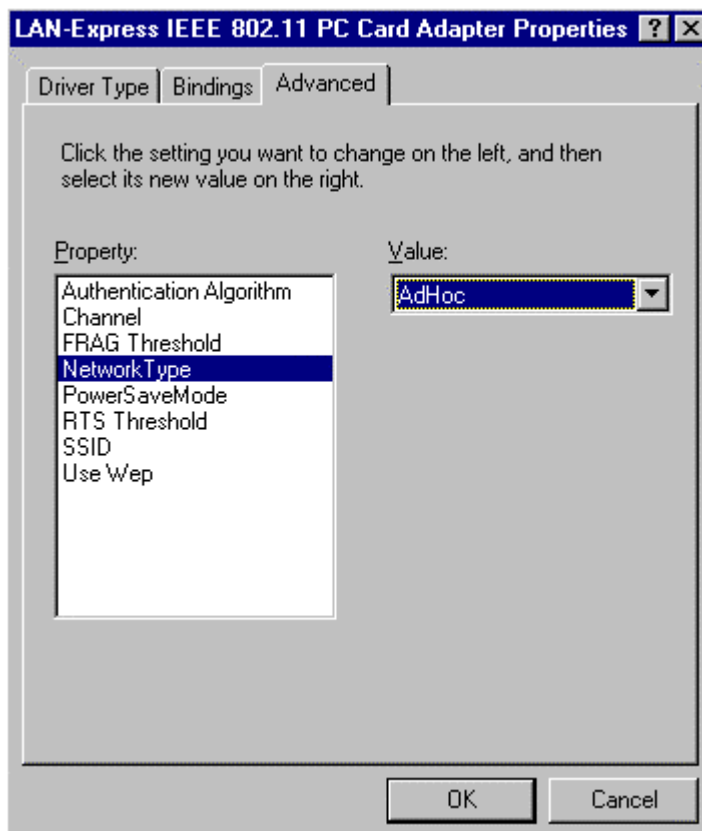 LAN-Express IEEE 802.11 PC Card Adapter Properties
Driver Type
Bindings
Advanced
Click the setting you want to change on the left, and then
select its new value on the right.
Property:
Value:
Authentication Algorithm
Channel
FRAG Threshold
NetworkType
PowerSaveMode
RTS Threshold
SSID
Use Wep
AdHoc
OK
Cancel